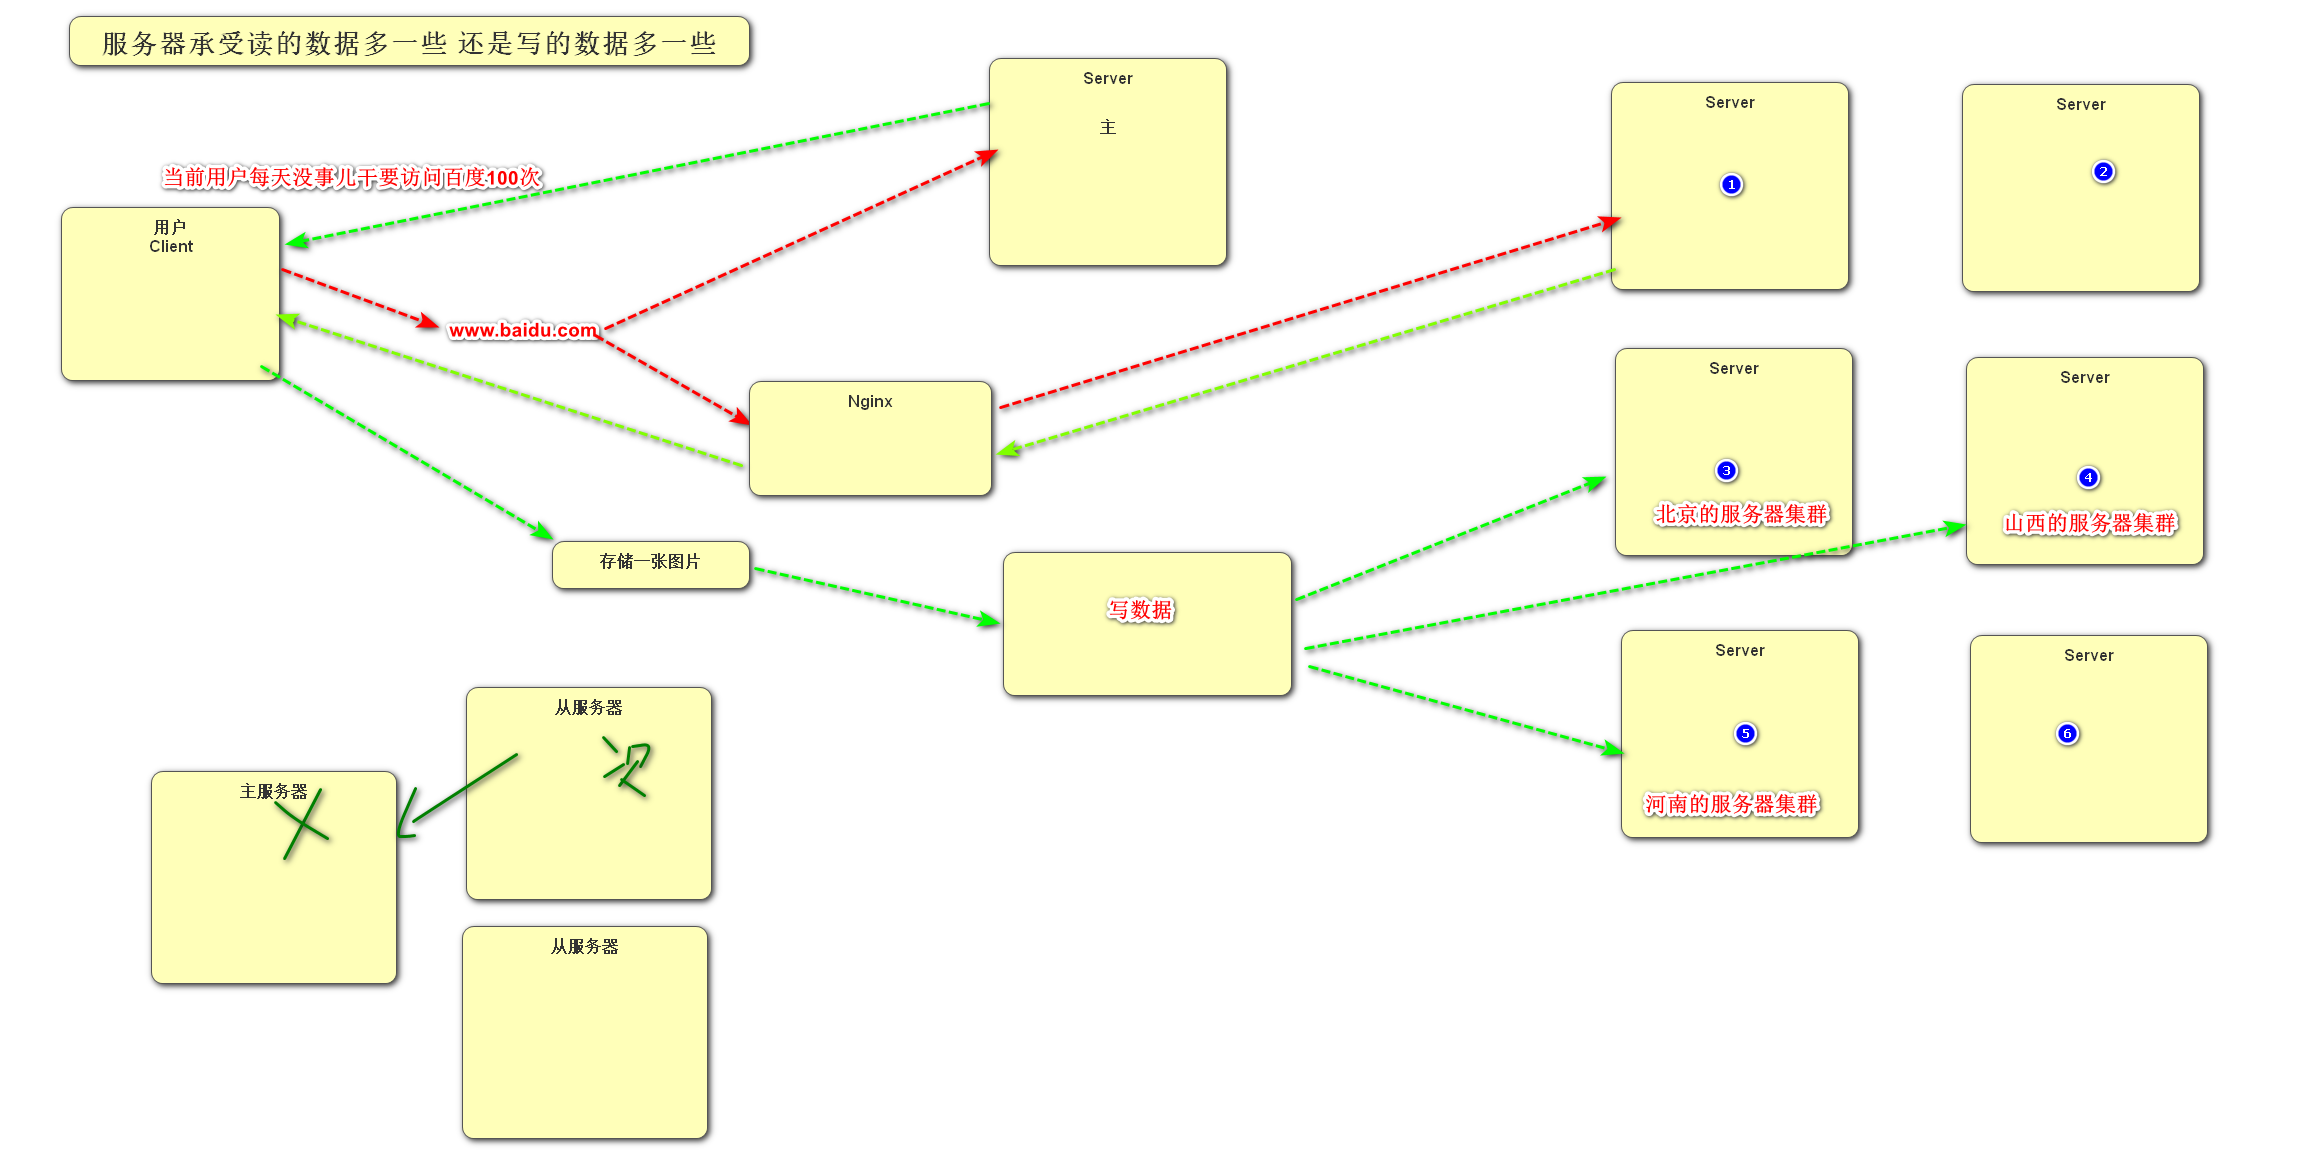 服务器承受读的数据多一些 还是写的数据多一些
Server
主
Server
1
Server
2
当前用户每天没事儿干要访问百度100次
用户
Client
www.baidu.com
Nginx
Server
3
北京的服务器集群
Server
4
山西的服务器集群
存储一张图片
写数据
Server
5
河南的服务器集群
Server
6
从服务器
主服务器
从服务器